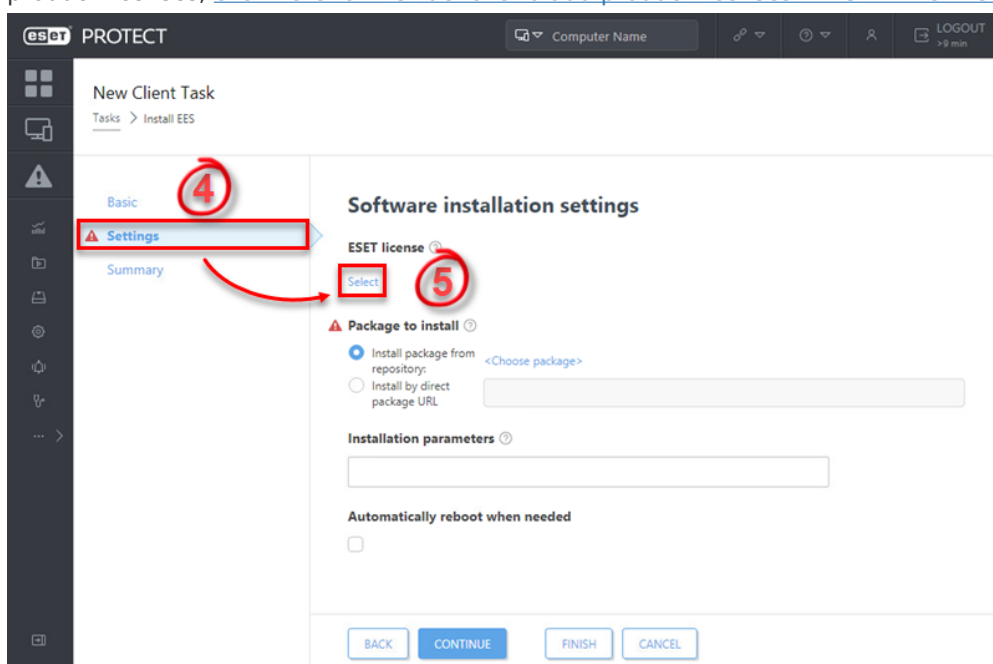 eset PROTECT
Computer Name
LOGOUT
>9 min
New Client Task
Tasks > Install EES
4
Basic
Settings
Summary
Software installation settings
ESET license
Select
5
Package to install
Install package from repository:
<Choose package>
Install by direct package URL
Installation parameters
Automatically reboot when needed
BACK
CONTINUE
FINISH
CANCEL